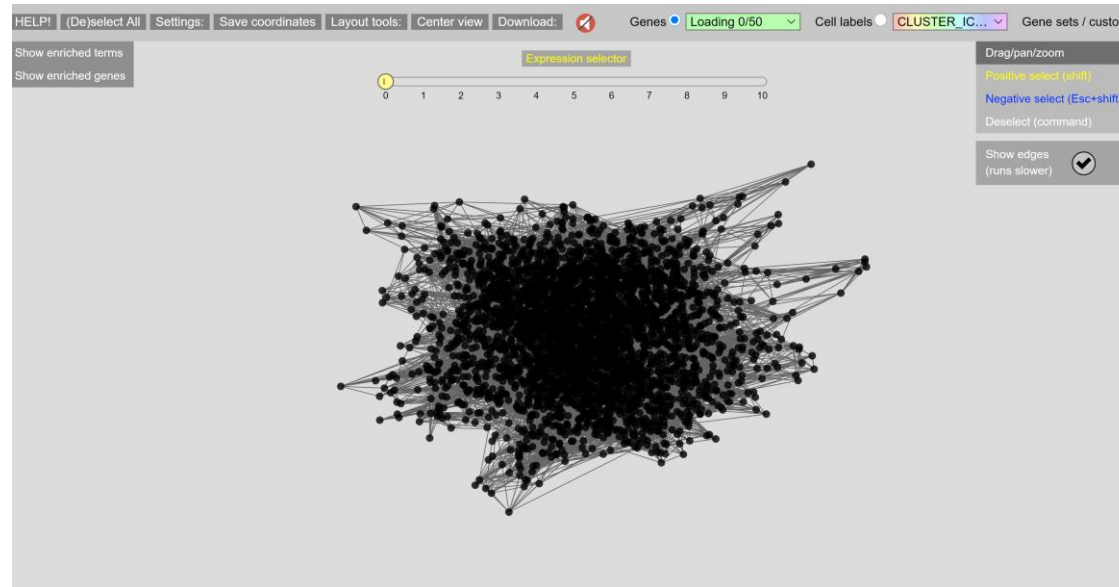 HELP! (De)select All Settings: Save coordinates Layout tools: Center view Download: Genes Loading 0/50 Cell labels CLUSTER_IC... Gene sets / custo
Show enriched terms
Show enriched genes
Expression selector
0 1 2 3 4 5 6 7 8 9 10
Drag/pan/zoom
Positive select (shift)
Negative select (Esc+shift
Deselect (command)
Show edges
(runs slower)